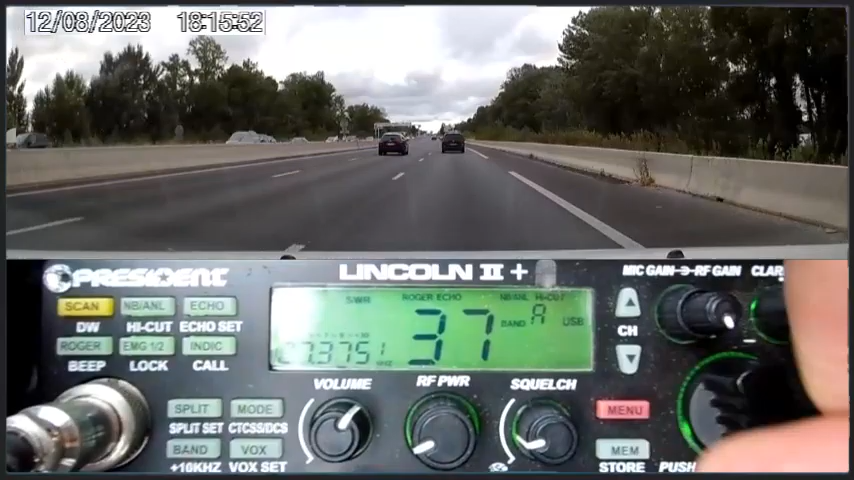 12/08/2023 18:15:52
PRESIDENT LINCOLN II + MIC GAIN RF GAIN CLAR
SCAN NB/ANL ECHO
DW HI-CUT ECHO SET
ROGER EMG 1/2 INDIC
BEEP LOCK CALL
SWR ROGER ECHO NB/ANL HI-CUT
37 BAND A USB
27.3751
CH
VOLUME RF PWR SQUELCH
SPLIT MODE
SPLIT SET CTCSS/DCS
BAND VOX
+10KHZ VOX SET
MENU
MEM
STORE PUSH